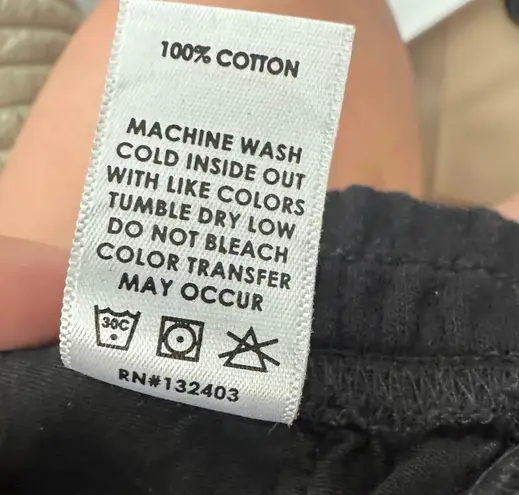 100% COTTON
MACHINE WASH
COLD INSIDE OUT
WITH LIKE COLORS
TUMBLE DRY LOW
DO NOT BLEACH
COLOR TRANSFER
MAY OCCUR
30C
RN#132403